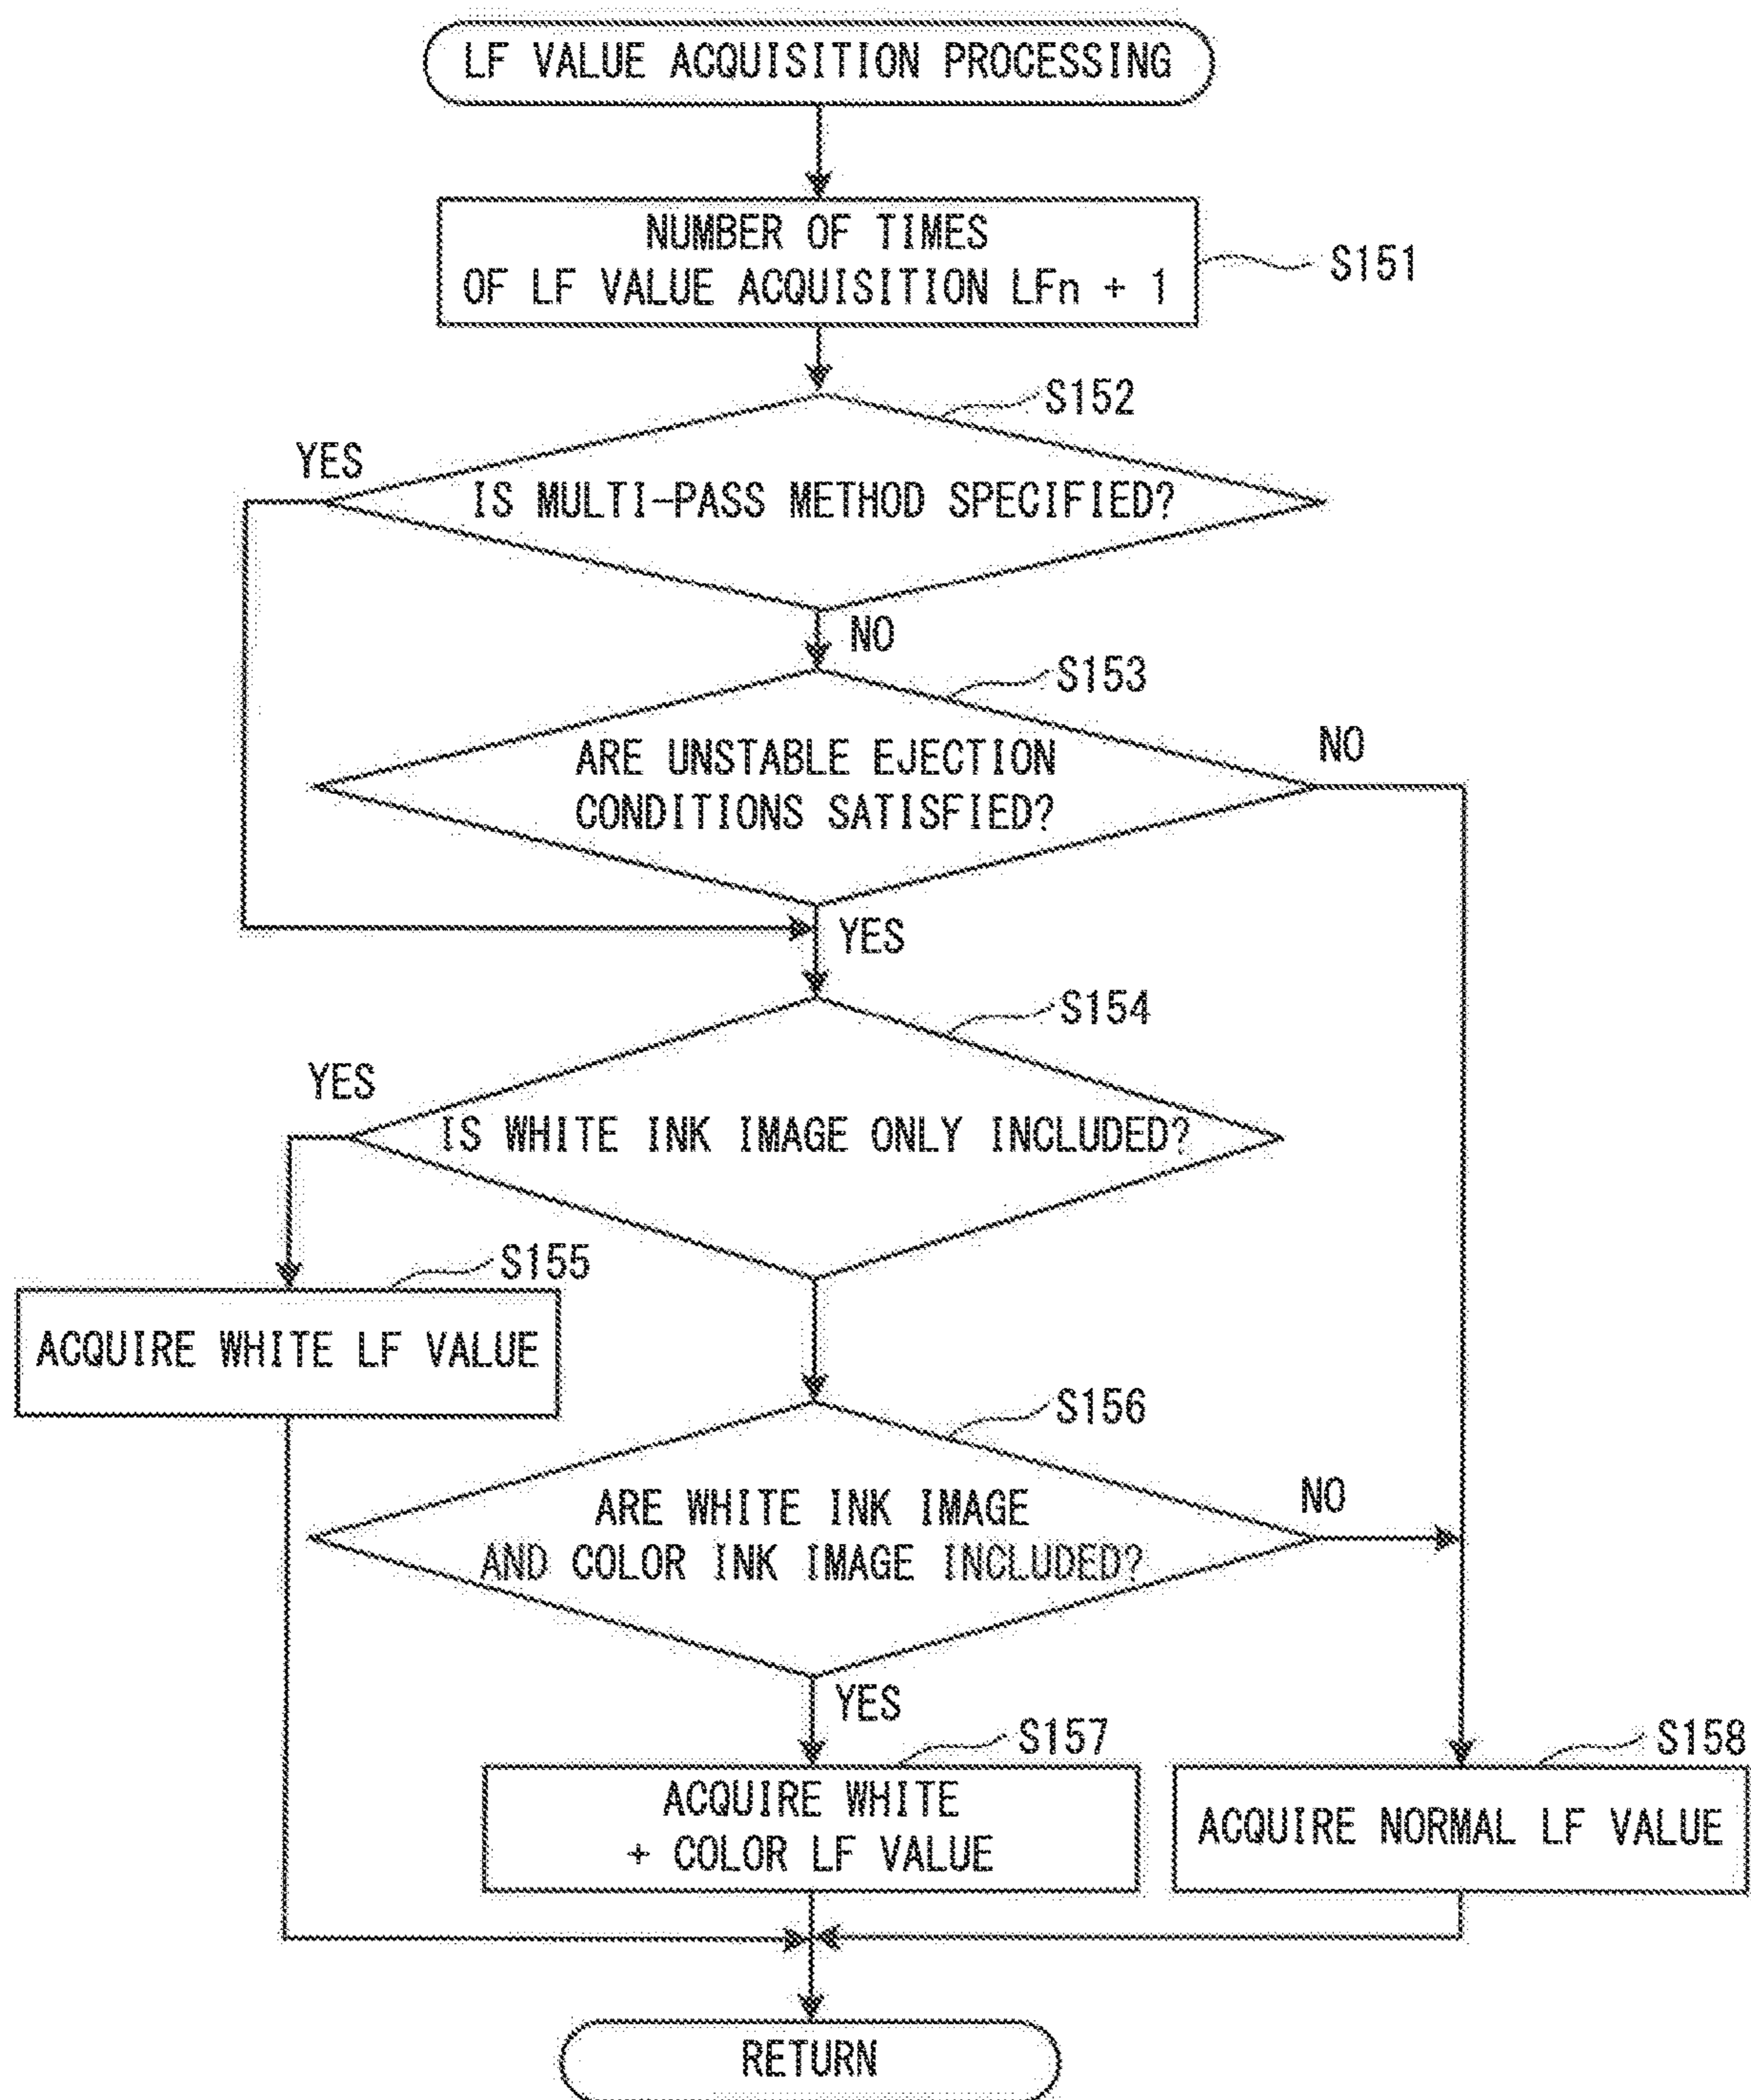 LF VALUE ACQUISITION PROCESSING
NUMBER OF TIMES
OF LF VALUE ACQUISITION LFn + 1
S151
S152
YES
IS MULTI-PASS METHOD SPECIFIED?
NO
S153
NO
ARE UNSTABLE EJECTION
CONDITIONS SATISFIED?
YES
S154
YES
IS WHITE INK IMAGE ONLY INCLUDED?
S155
ACQUIRE WHITE LF VALUE
S156
NO
ARE WHITE INK IMAGE
AND COLOR INK IMAGE INCLUDED?
YES
S157
S158
ACQUIRE WHITE
+ COLOR LF VALUE
ACQUIRE NORMAL LF VALUE
RETURN